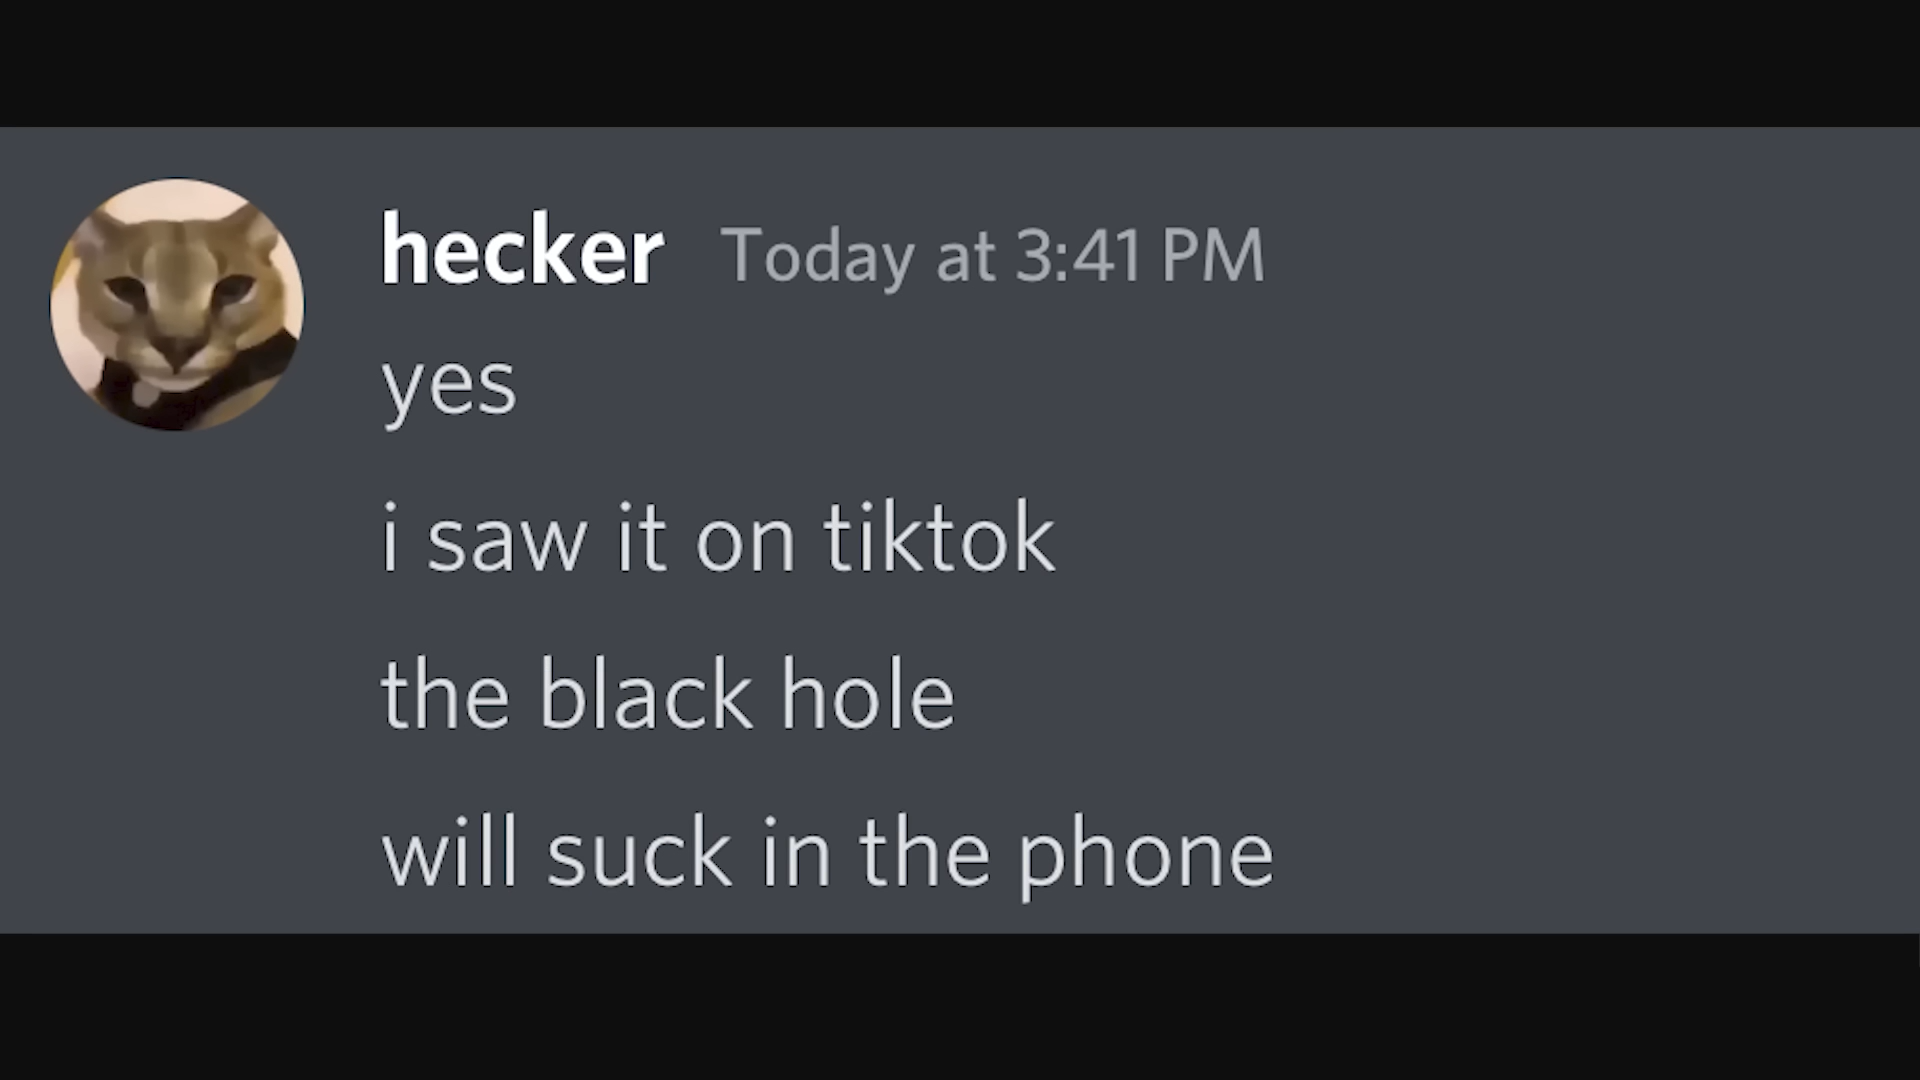 hecker Today at 3:41 PM
yes
i saw it on tiktok
the black hole
will suck in the phone